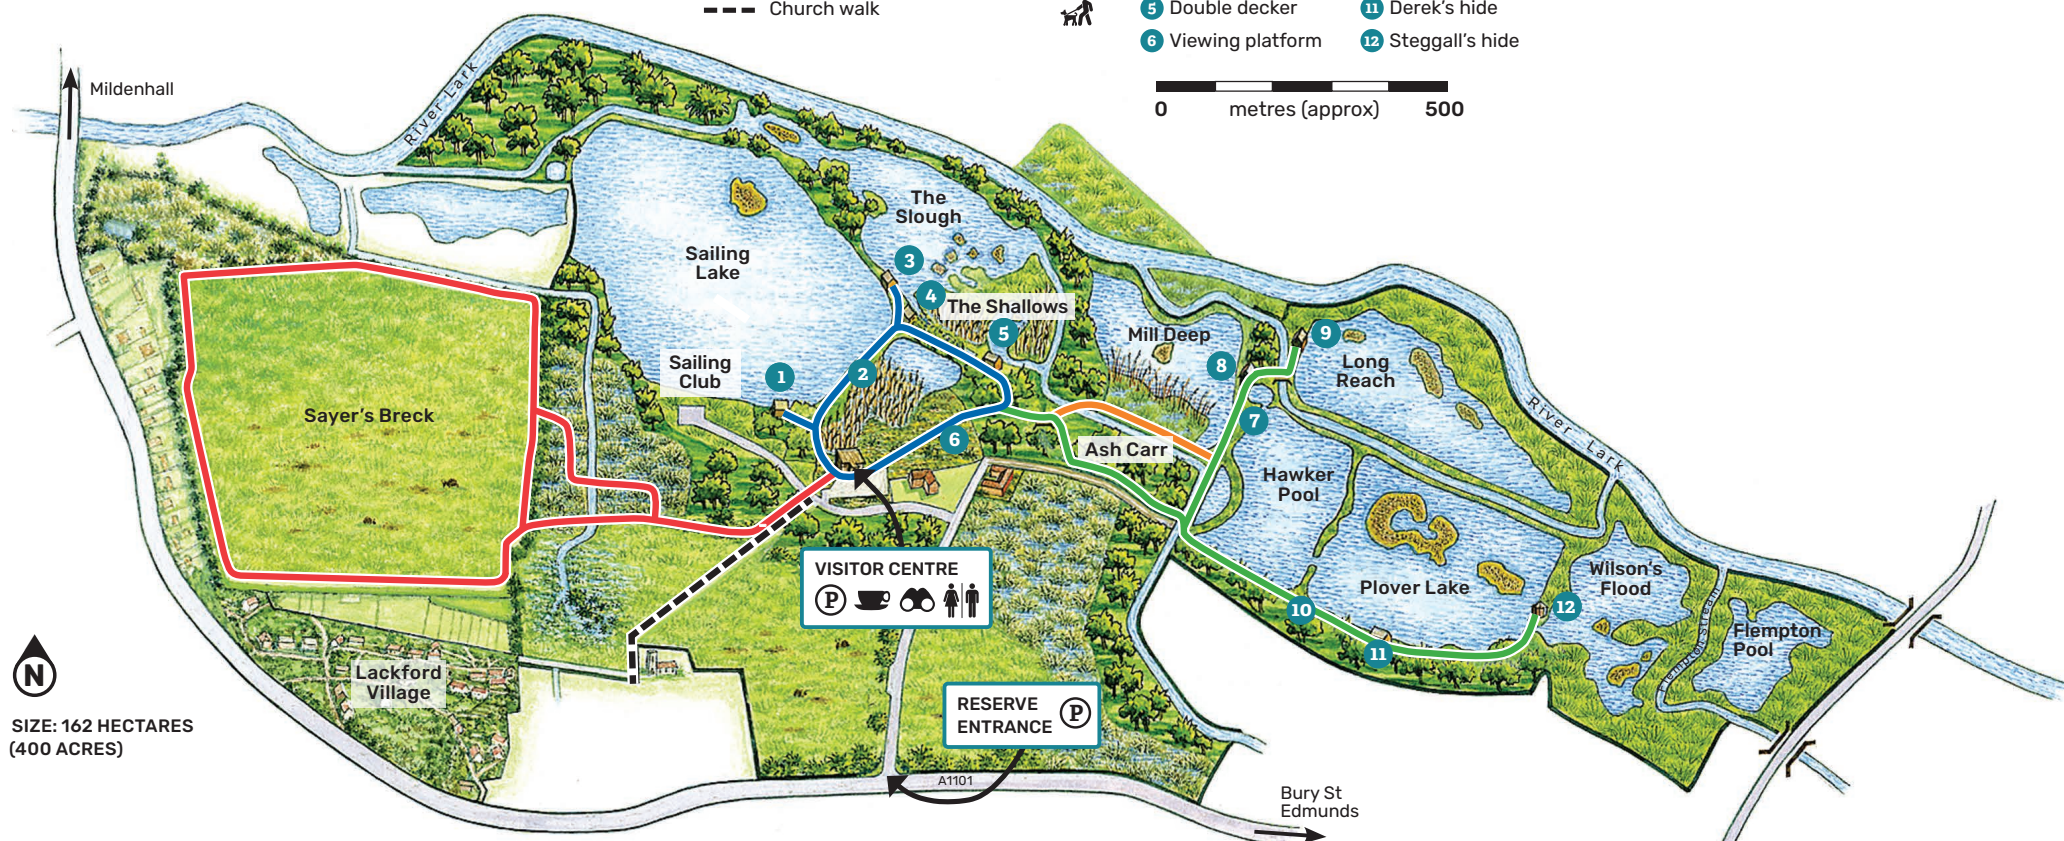 Church walk
5 Double decker
11 Derek's hide
6 Viewing platform
12 Steggall's hide
0 metres (approx) 500
Mildenhall
River Lark
The
Slough
Sailing
Lake
3
4
The Shallows
5
Mill Deep
9
8
Long
Reach
Sailing
Club
1
2
Sayer's Breck
6
7
Ash Carr
River Lark
Hawker
Pool
VISITOR CENTRE
P
Plover Lake
Wilson's
Flood
10
12
11
Flempton Stream
Flempton
Pool
N
Lackford
Village
SIZE: 162 HECTARES
(400 ACRES)
RESERVE
ENTRANCE P
A1101
Bury St
Edmunds